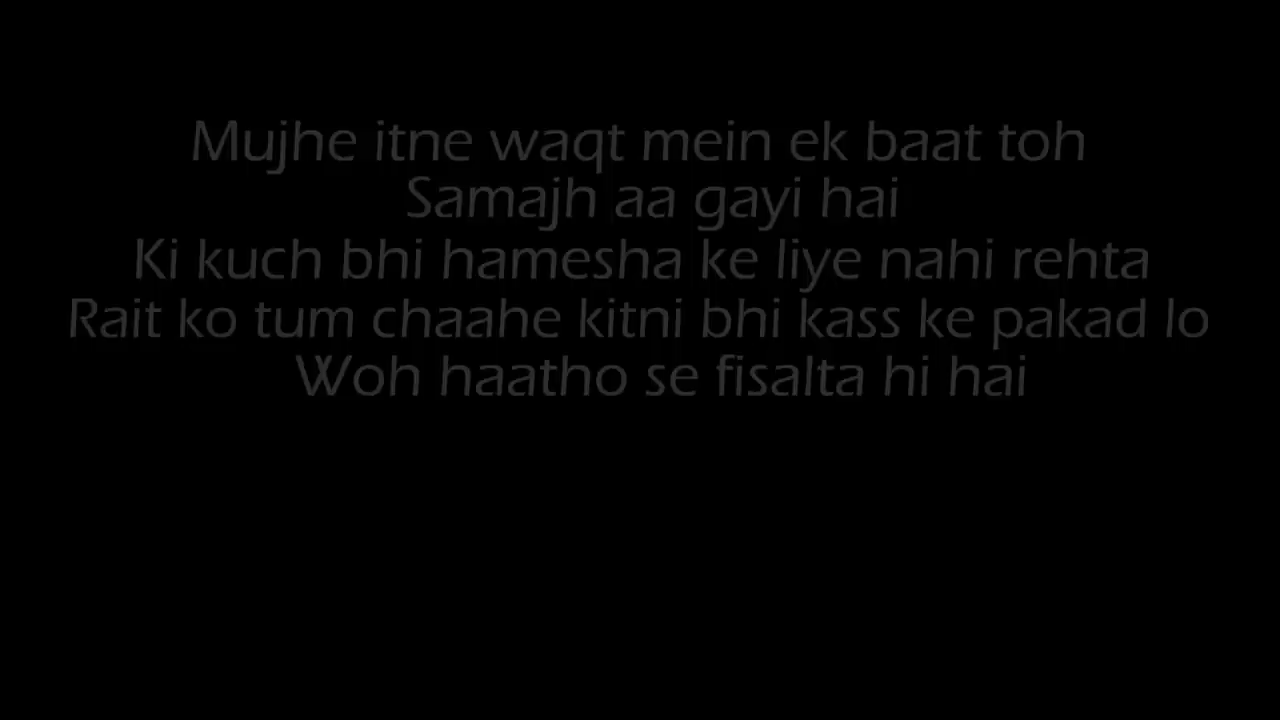 Mujhe itne waqt mein ek baat toh
Samajh aa gayi hai
Ki kuch bhi hamesha ke liye nahi rehta
Rait ko tum chaahe kitni bhi kass ke pakad lo
Woh haatho se fisalta hi hai